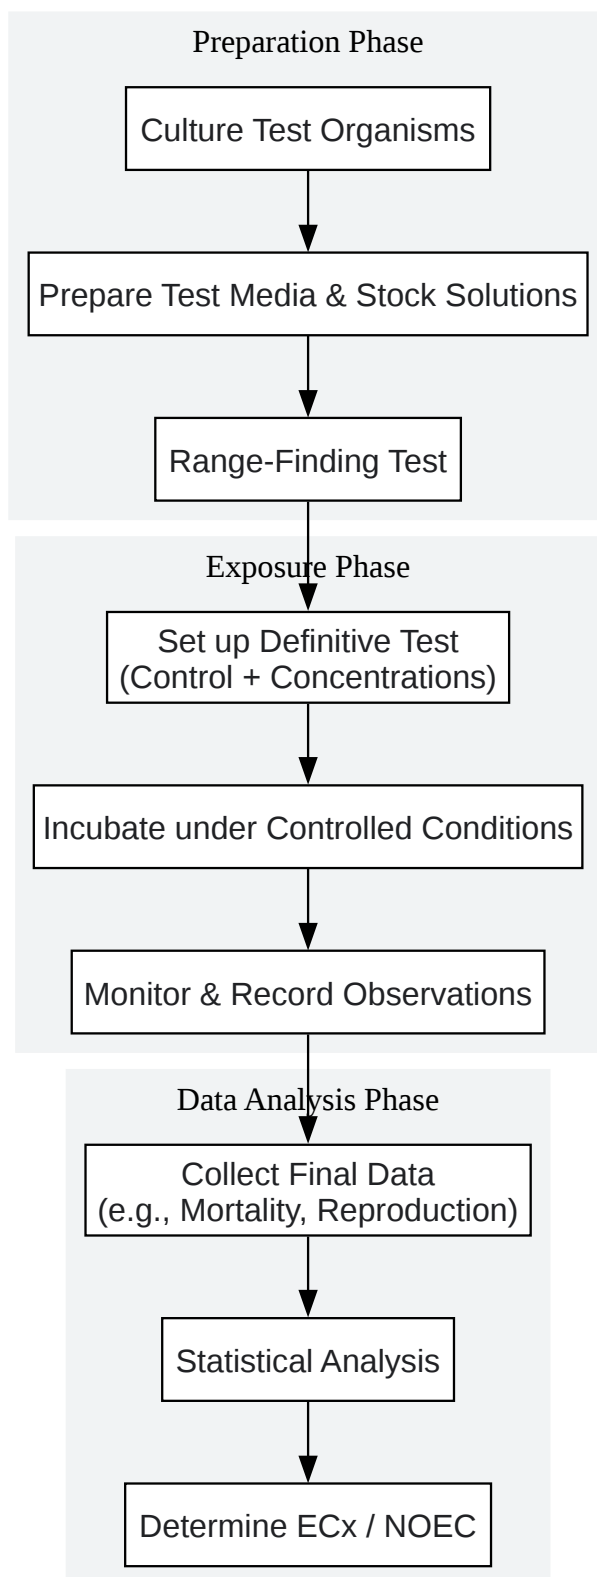 Preparation Phase
Culture Test Organisms
Prepare Test Media & Stock Solutions
Range-Finding Test
Exposure Phase
Set up Definitive Test
(Control + Concentrations)
Incubate under Controlled Conditions
Monitor & Record Observations
Data Analysis Phase
Collect Final Data
(e.g., Mortality, Reproduction)
Statistical Analysis
Determine ECx / NOEC